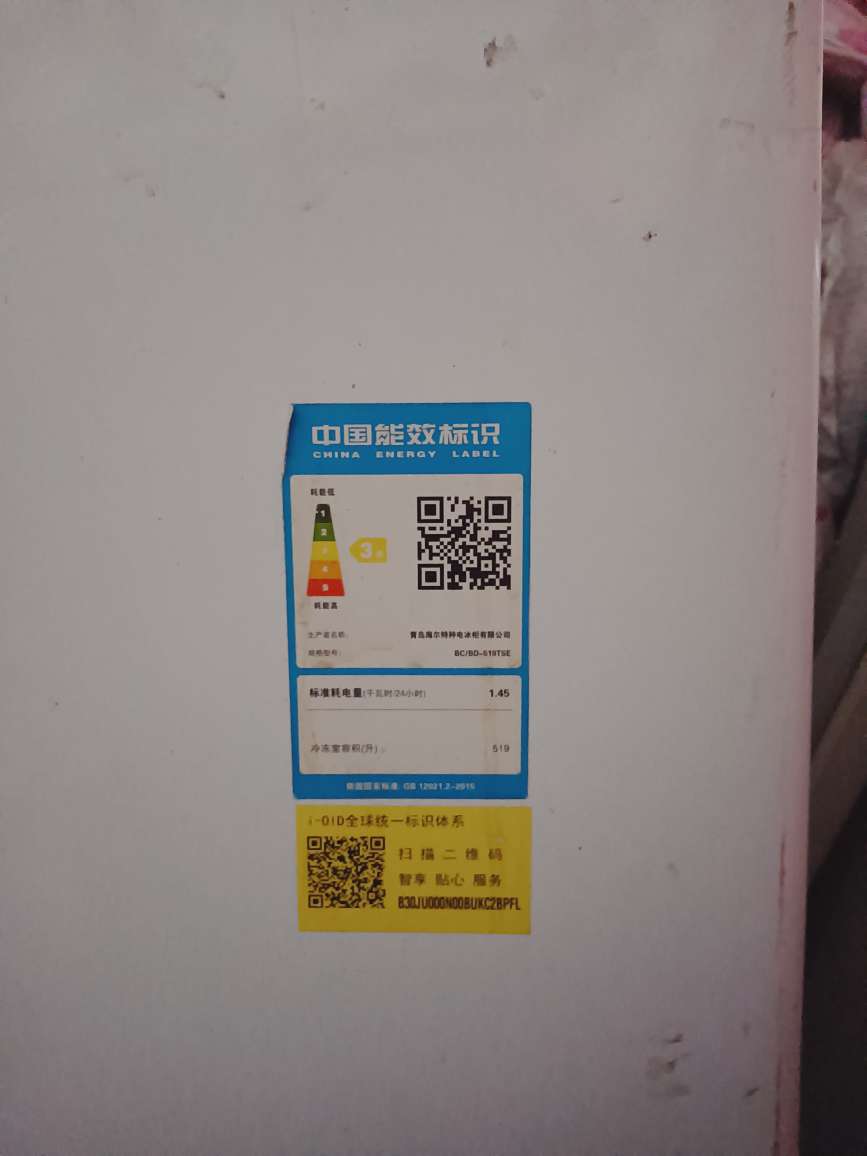 中国能效标识
CHINA ENERGY LABEL
耗能低
1
2
3
4
5
3级
耗能高
生产者名称： 青岛海尔特种电冰柜有限公司
规格型号： BC/BD-519TSE
标准耗电量(千瓦时/24小时) 1.45
冷冻室容积(升) 519
能效国家标准 GB 12021.2-2015
i-OID全球统一标识体系
扫描二维码
智享 贴心 服务
B30JU000N00BUKC2BPFL